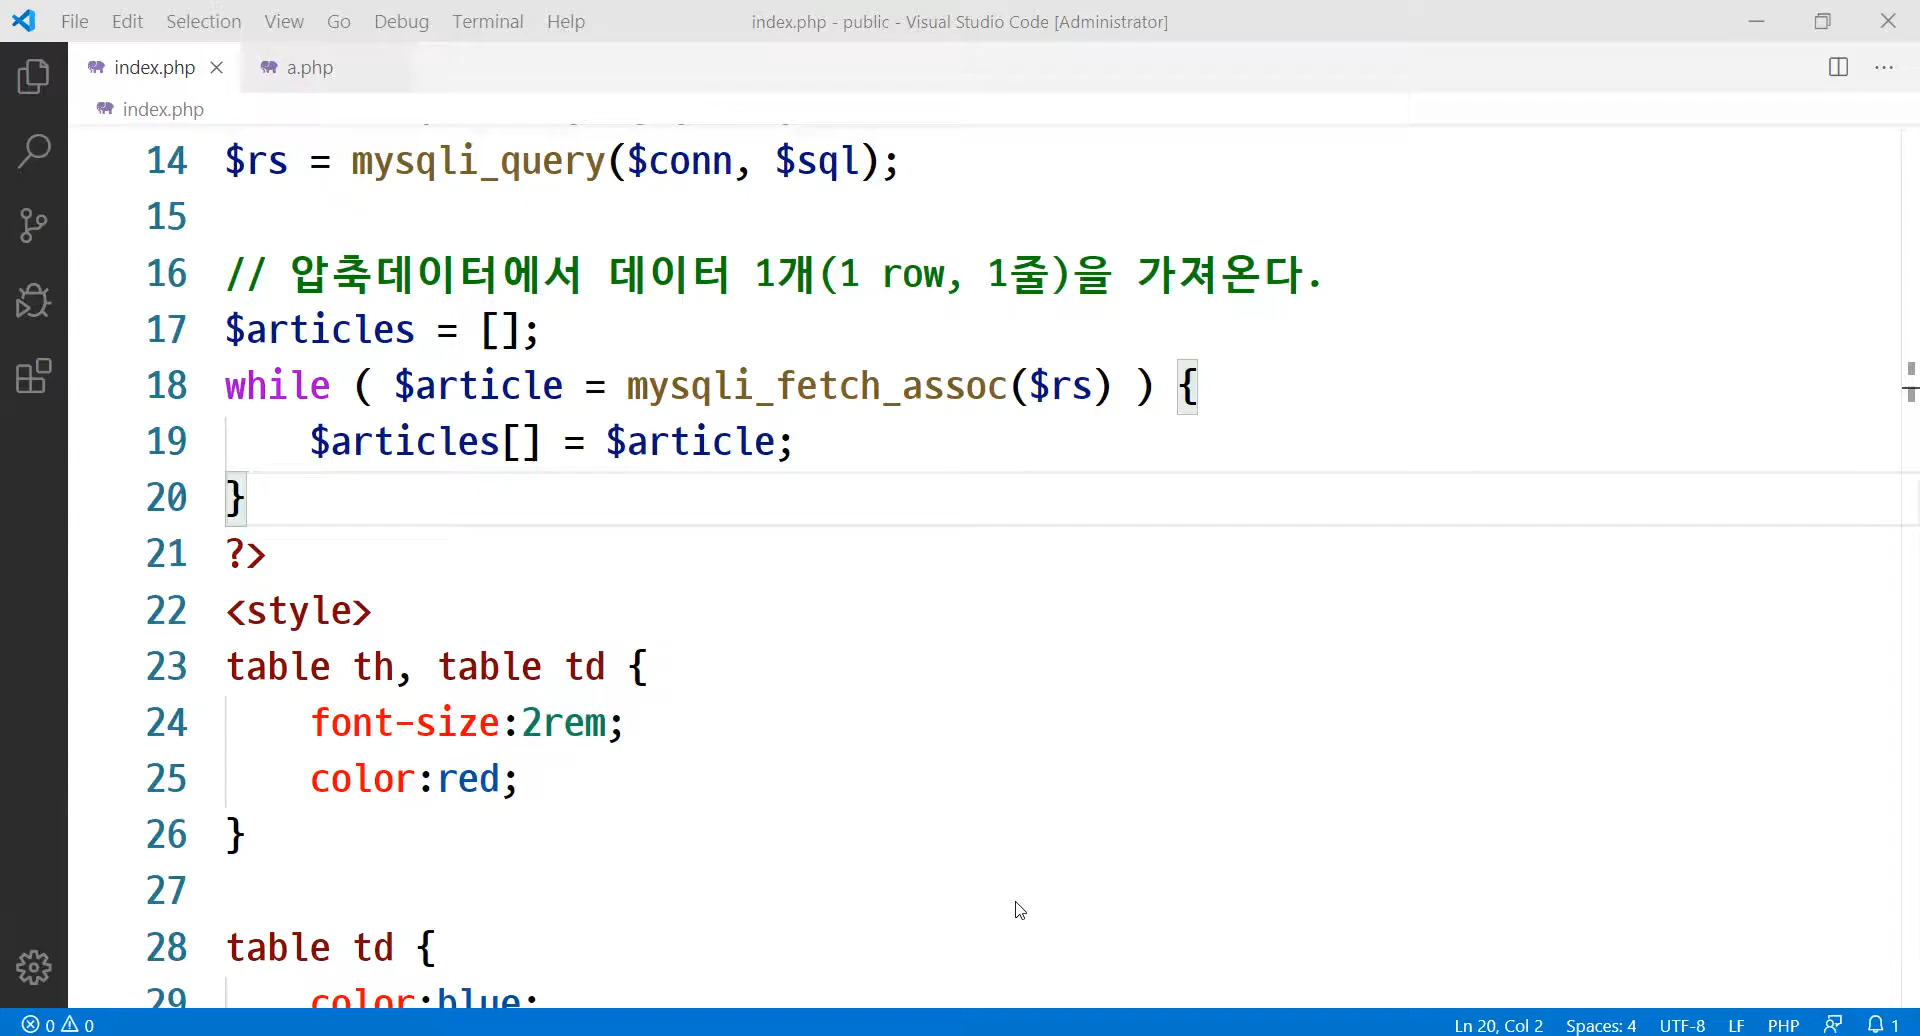 File Edit Selection View Go Debug Terminal Help index.php - public - Visual Studio Code [Administrator]
index.php a.php
index.php
14 $rs = mysqli_query($conn, $sql);
15
16 // 압축데이터에서 데이터 1개(1 row, 1줄)을 가져온다.
17 $articles = [];
18 while ( $article = mysqli_fetch_assoc($rs) ) {
19 $articles[] = $article;
20 }
21 ?>
22 <style>
23 table th, table td {
24 font-size:2rem;
25 color:red;
26 }
27
28 table td {
29 color:blue;
0 0 Ln 20, Col 2 Spaces: 4 UTF-8 LF PHP 1